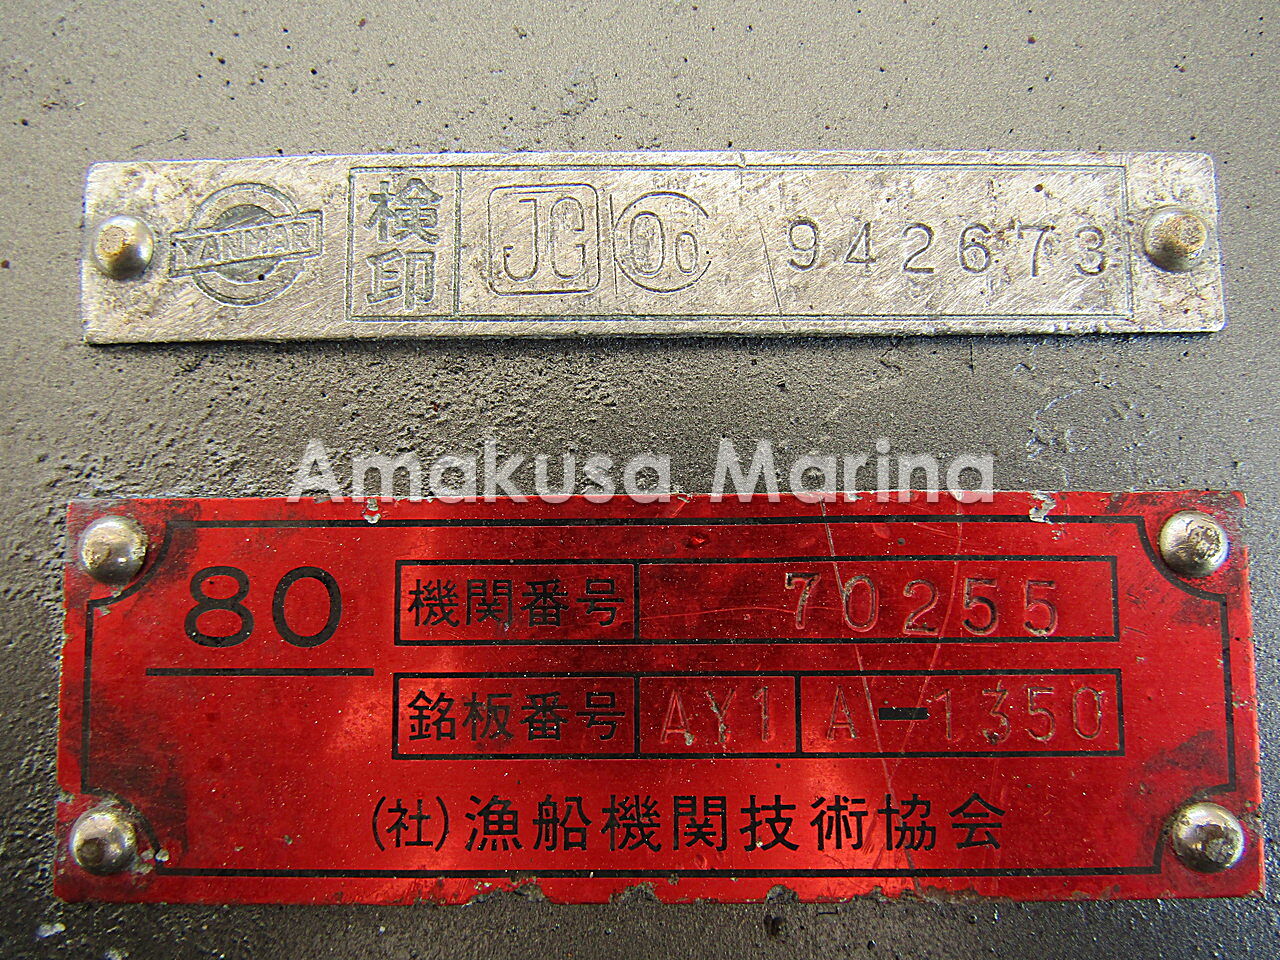 YANMAR 検印 JG 06 942673
Amakusa Marina
80 機関番号 70255
銘板番号 AY1 A-1350
(社)漁船機関技術協会